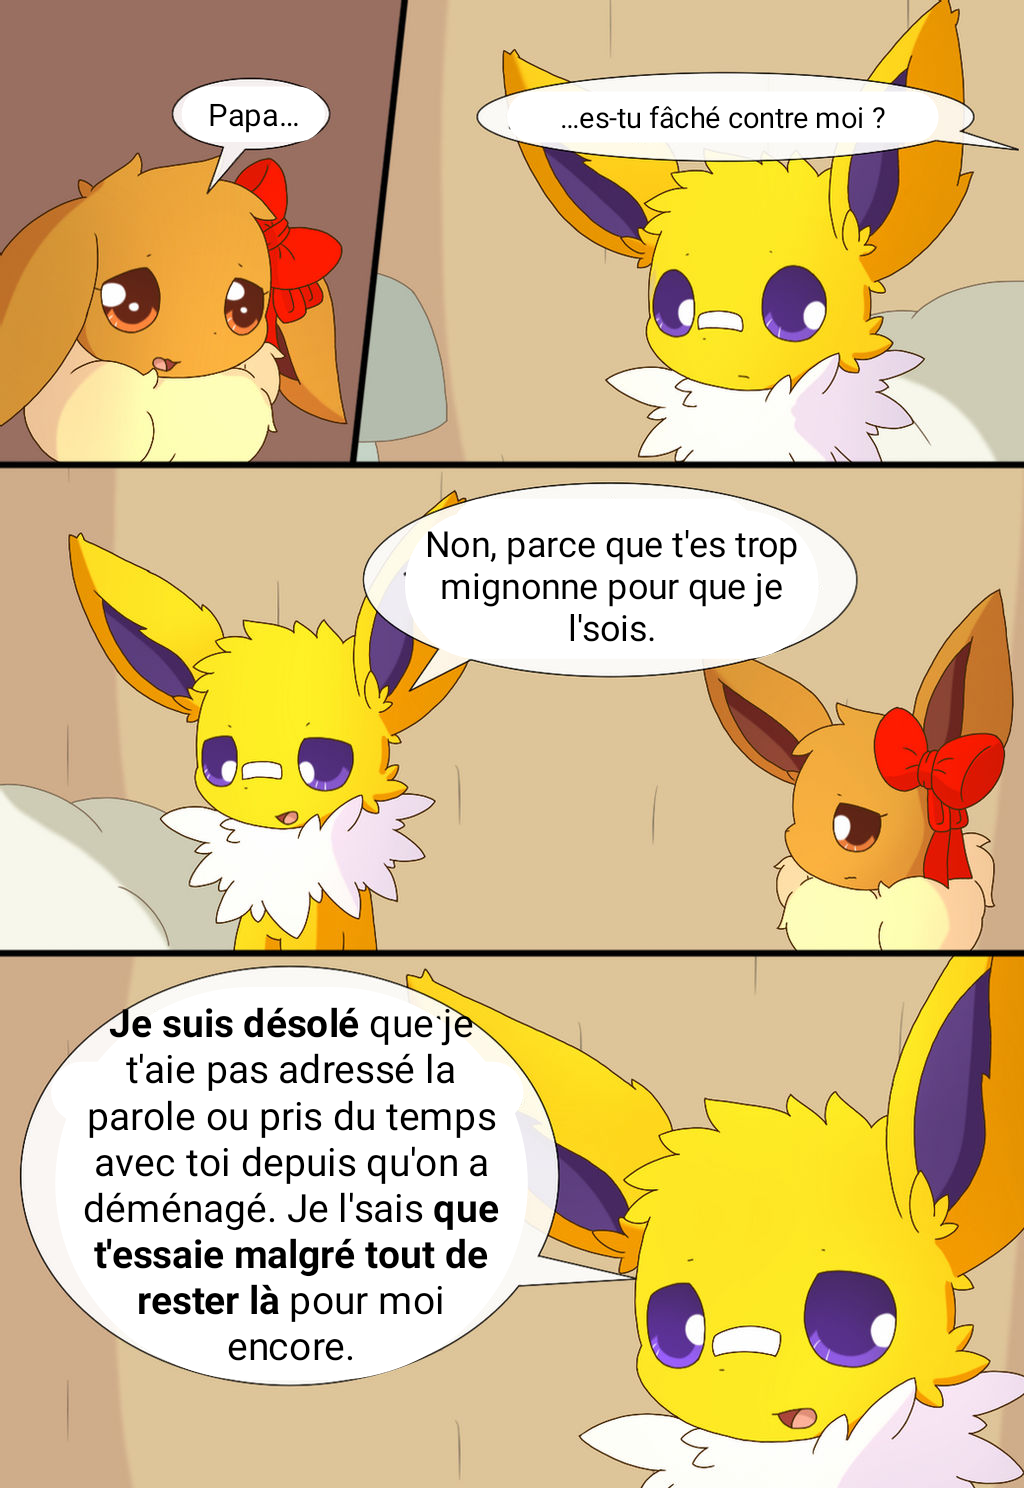 Papa...
...es-tu fâché contre moi ?
Non, parce que t'es trop
mignonne pour que je
l'sois.
Je suis désolé que je
t'aie pas adressé la
parole ou pris du temps
avec toi depuis qu'on a
déménagé. Je l'sais que
t'essaie malgré tout de
rester là pour moi
encore.